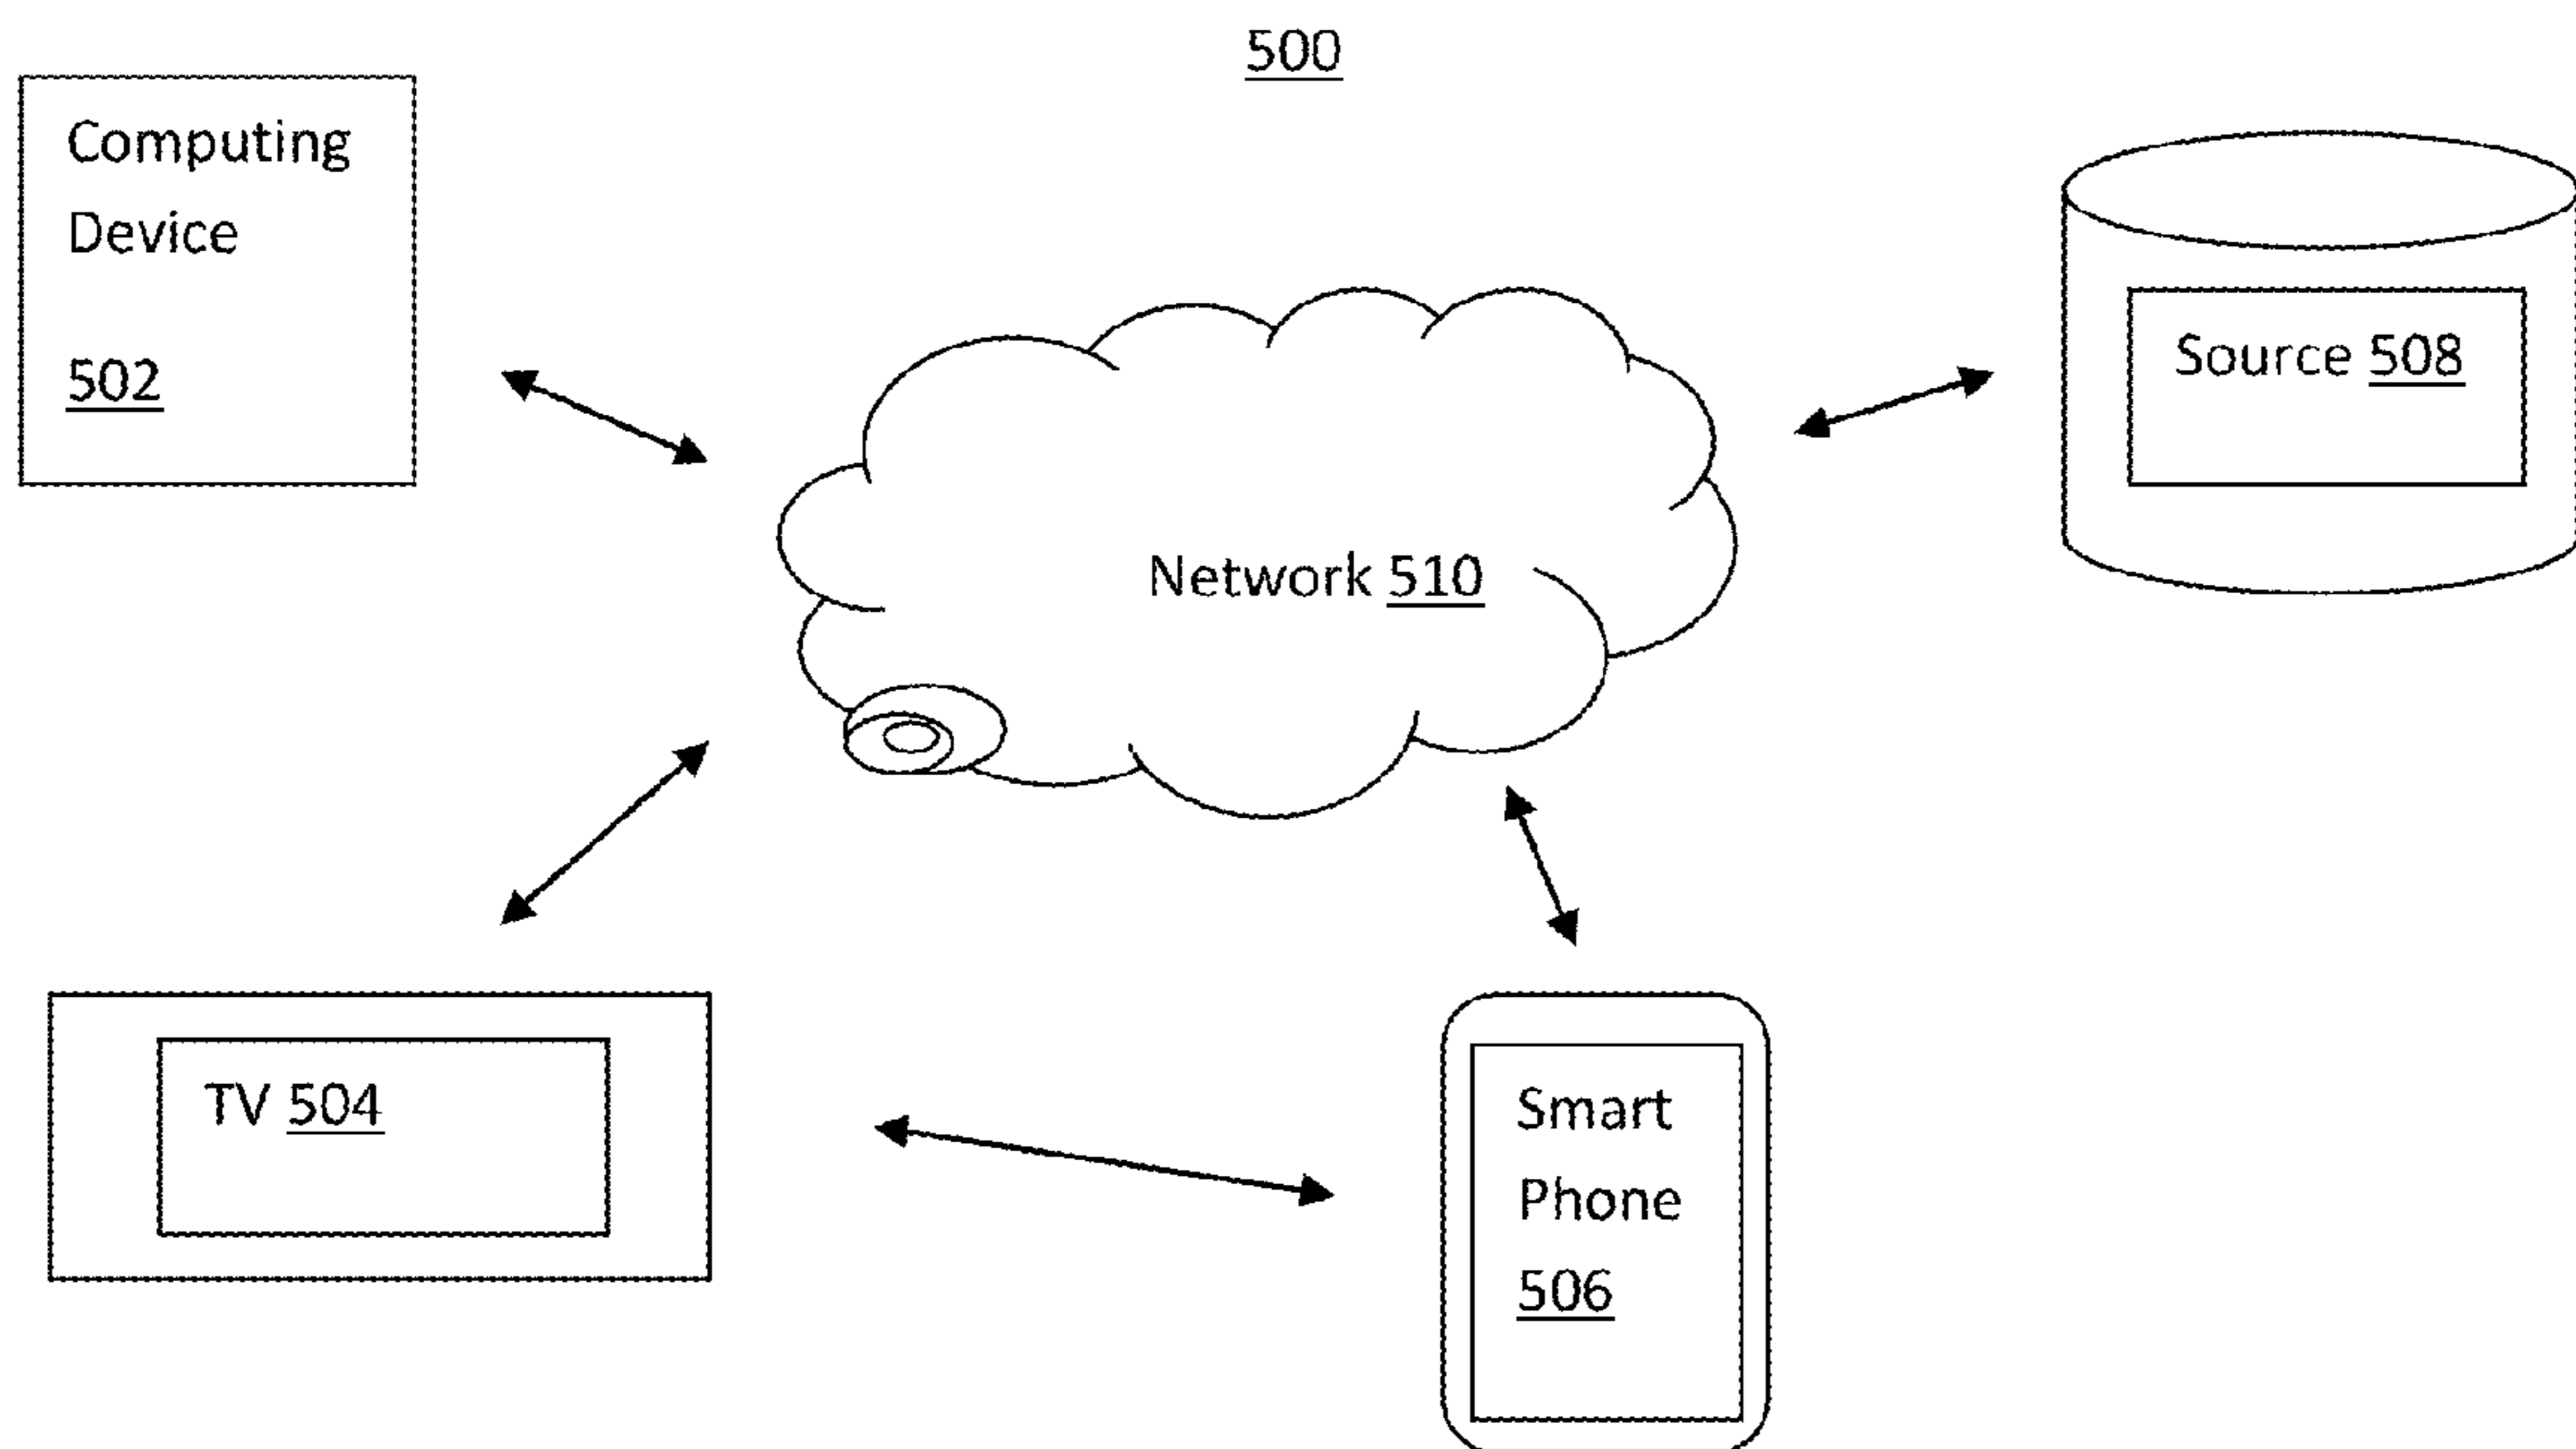 500
Computing
Device
502
Source 508
Network 510
TV 504
Smart
Phone
506